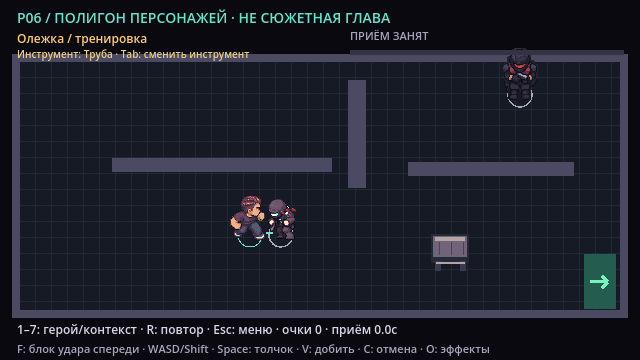 P06 / ПОЛИГОН ПЕРСОНАЖЕЙ · НЕ СЮЖЕТНАЯ ГЛАВА
Олежка / тренировка
ПРИЁМ ЗАНЯТ
Инструмент: Труба · Tab: сменить инструмент
1–7: герой/контекст · R: повтор · Esc: меню · очки 0 · приём 0.0с
F: блок удара спереди · WASD/Shift · Space: толчок · V: добить · C: отмена · O: эффекты